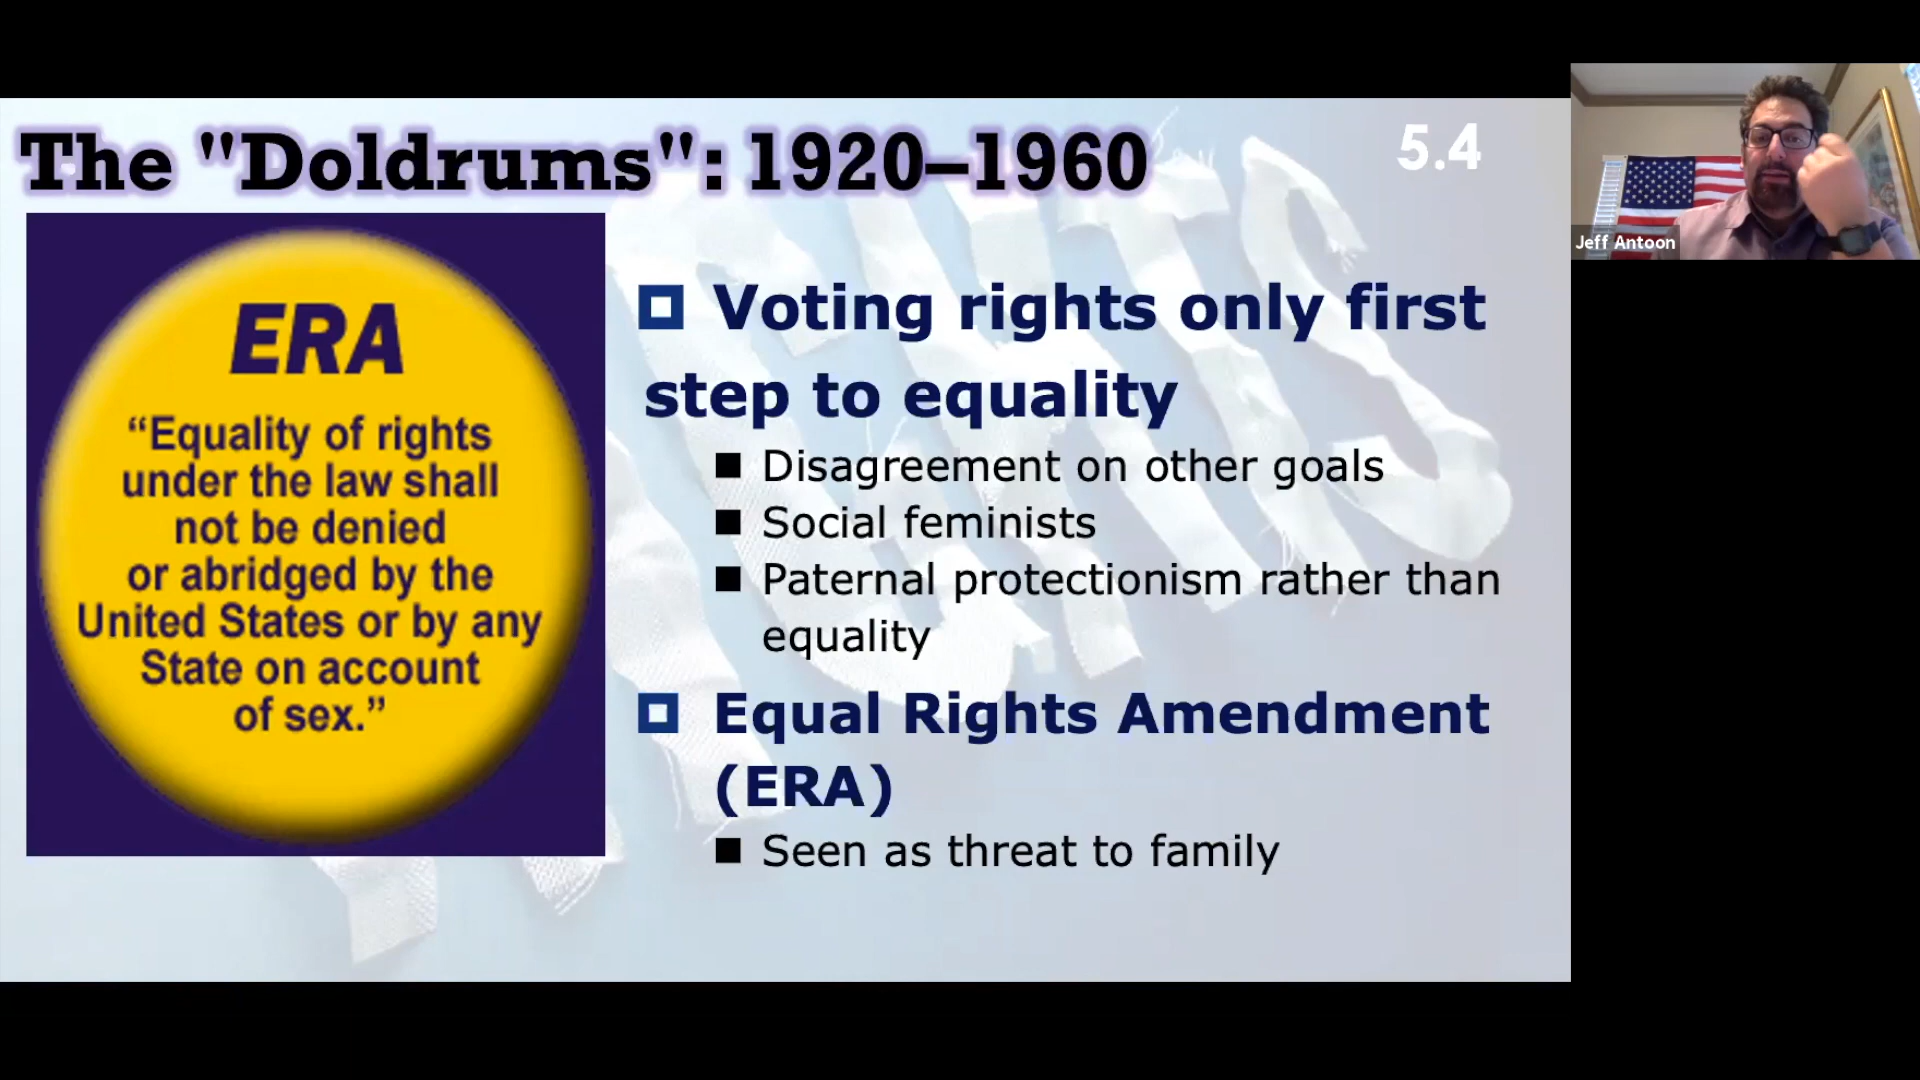 The "Doldrums": 1920–1960
5.4
Jeff Antoon
ERA
“Equality of rights
under the law shall
not be denied
or abridged by the
United States or by any
State on account
of sex.”
Voting rights only first
step to equality
Disagreement on other goals
Social feminists
Paternal protectionism rather than
equality
Equal Rights Amendment
(ERA)
Seen as threat to family